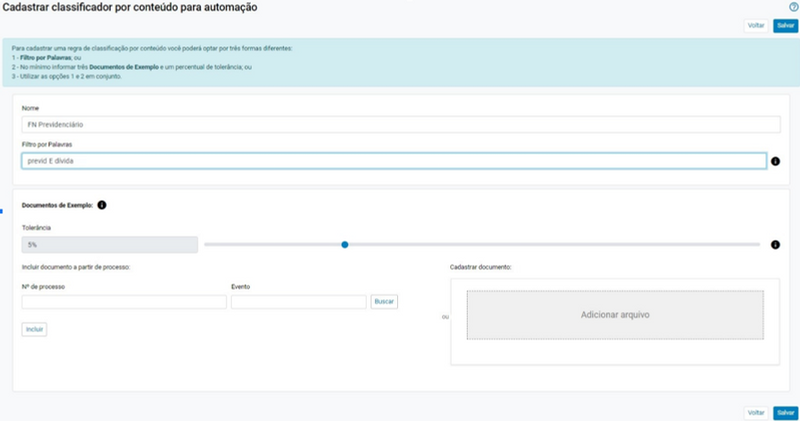 Cadastrar classificador por conteúdo para automação
Voltar
Salvar
Para cadastrar uma regra de classificação por conteúdo você poderá optar por três formas diferentes:
1 - Filtro por Palavras; ou
2 - No mínimo informar três Documentos de Exemplo e um percentual de tolerância; ou
3 - Utilizar as opções 1 e 2 em conjunto.
Nome
FN Previdenciário
Filtro por Palavras
previd E dívida
Documentos de Exemplo:
Tolerância
5%
Incluir documento a partir de processo:
Cadastrar documento:
Nº de processo
Evento
Buscar
ou
Adicionar arquivo
Incluir
Voltar
Salvar